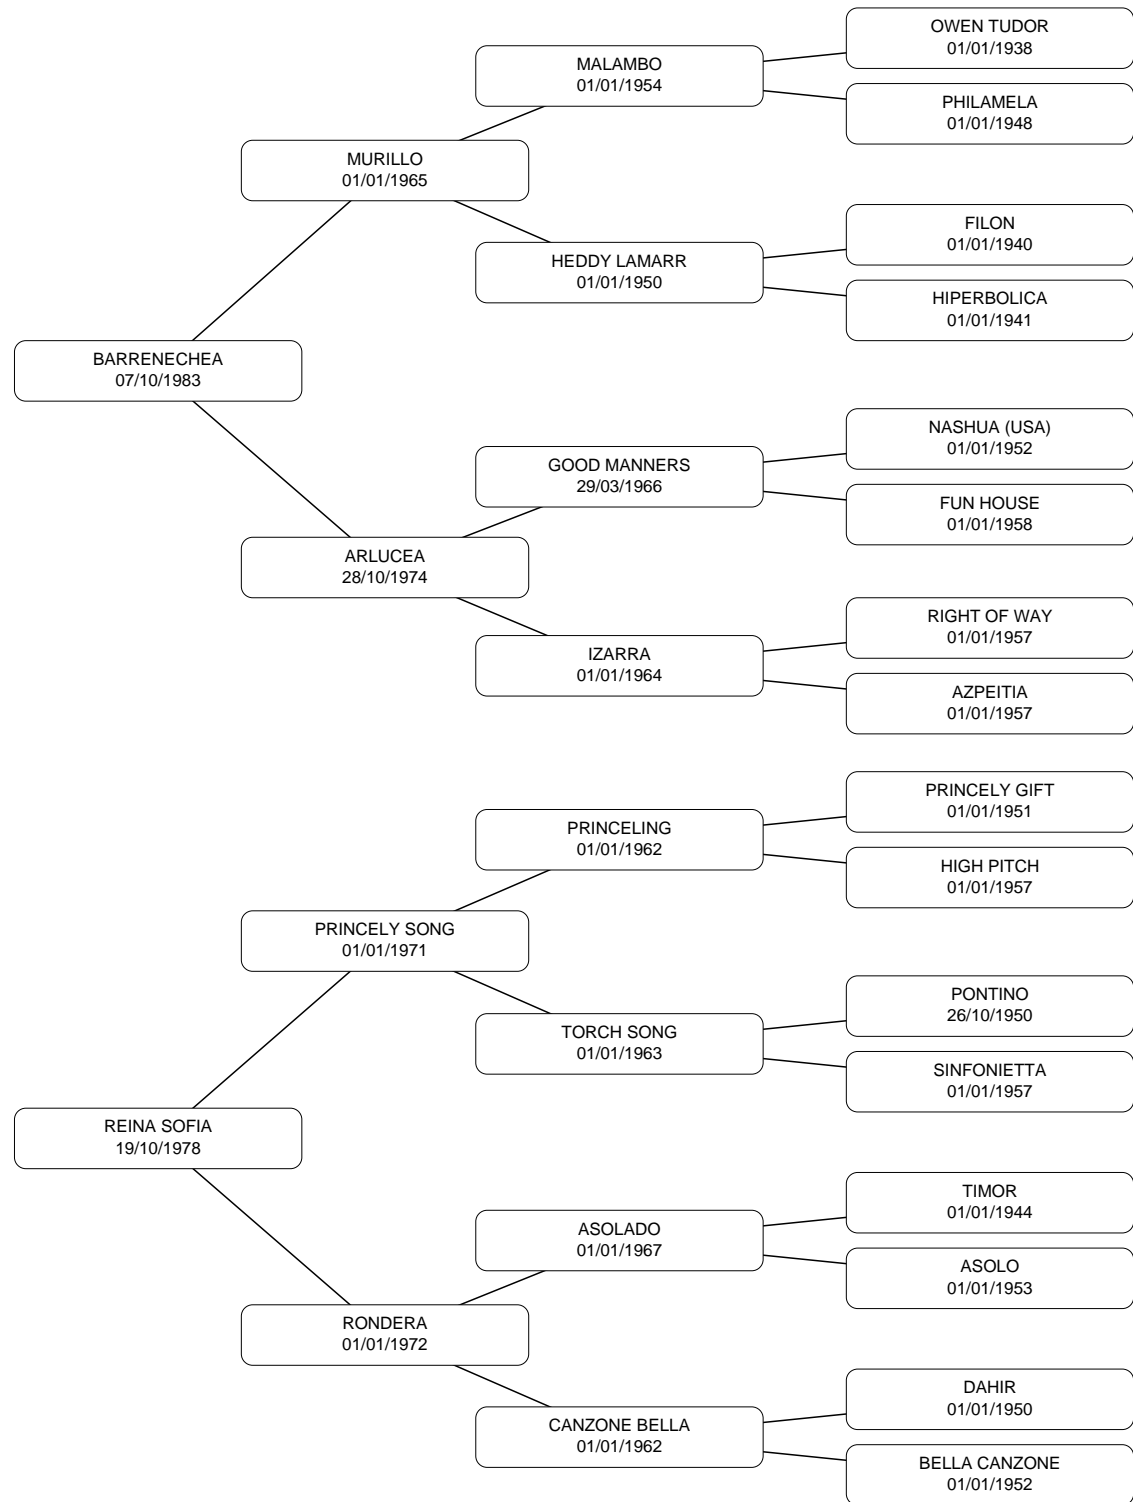 OWEN TUDOR
01/01/1938
MALAMBO
01/01/1954
PHILAMELA
01/01/1948
MURILLO
01/01/1965
FILON
01/01/1940
HEDDY LAMARR
01/01/1950
HIPERBOLICA
01/01/1941
BARRENECHEA
07/10/1983
NASHUA (USA)
01/01/1952
GOOD MANNERS
29/03/1966
FUN HOUSE
01/01/1958
ARLUCEA
28/10/1974
RIGHT OF WAY
01/01/1957
IZARRA
01/01/1964
AZPEITIA
01/01/1957
PRINCELY GIFT
01/01/1951
PRINCELING
01/01/1962
HIGH PITCH
01/01/1957
PRINCELY SONG
01/01/1971
PONTINO
26/10/1950
TORCH SONG
01/01/1963
SINFONIETTA
01/01/1957
REINA SOFIA
19/10/1978
TIMOR
01/01/1944
ASOLADO
01/01/1967
ASOLO
01/01/1953
RONDERA
01/01/1972
DAHIR
01/01/1950
CANZONE BELLA
01/01/1962
BELLA CANZONE
01/01/1952